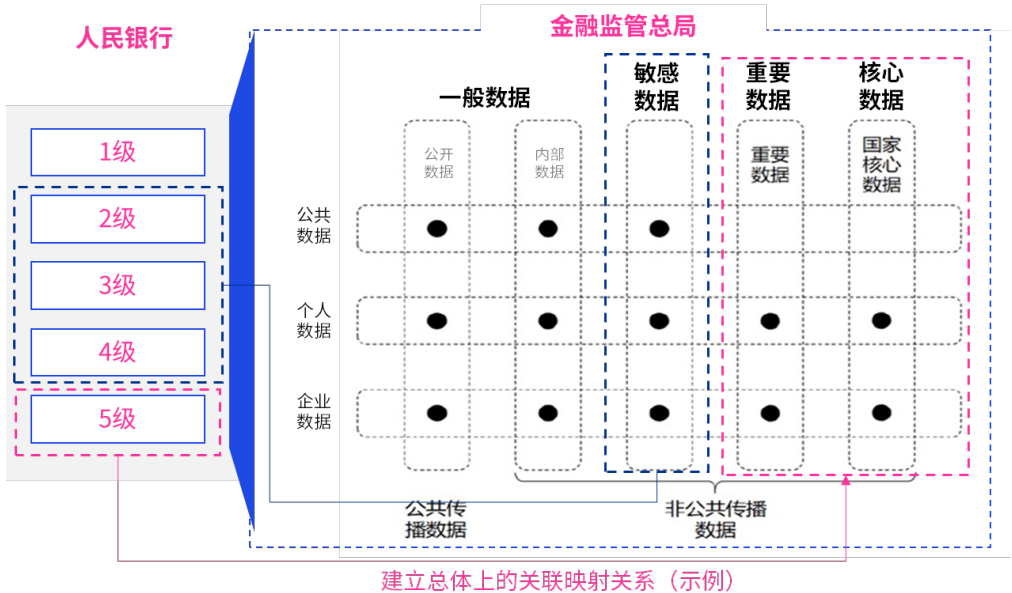 人民银行
金融监管总局
1级
2级
3级
4级
5级
一般数据
敏感
数据
重要
数据
核心
数据
公开
数据
内部
数据
重要
数据
国家
核心
数据
公共
数据
个人
数据
企业
数据
公共传
播数据
非公共传播
数据
建立总体上的关联映射关系（示例）